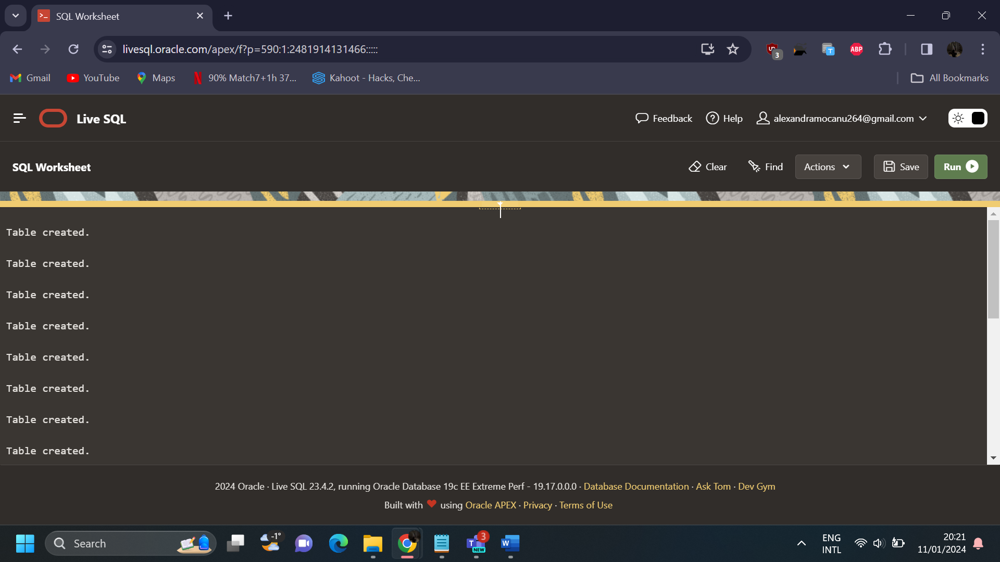 SQL Worksheet
livesql.oracle.com/apex/f?p=590:1:2481914131466:::::
3
T
ABP
Gmail
YouTube
Maps
90% Match7+1h 37...
Kahoot - Hacks, Che...
All Bookmarks
Live SQL
Feedback
Help
alexandramocanu264@gmail.com
SQL Worksheet
Clear
Find
Actions
Save
Run
Table created.
Table created.
Table created.
Table created.
Table created.
Table created.
Table created.
Table created.
2024 Oracle · Live SQL 23.4.2, running Oracle Database 19c EE Extreme Perf - 19.17.0.0.0 · Database Documentation · Ask Tom · Dev Gym
Built with ❤ using Oracle APEX · Privacy · Terms of Use
Search
-1°
T
3
NEW
W
ENG
INTL
20:21
11/01/2024